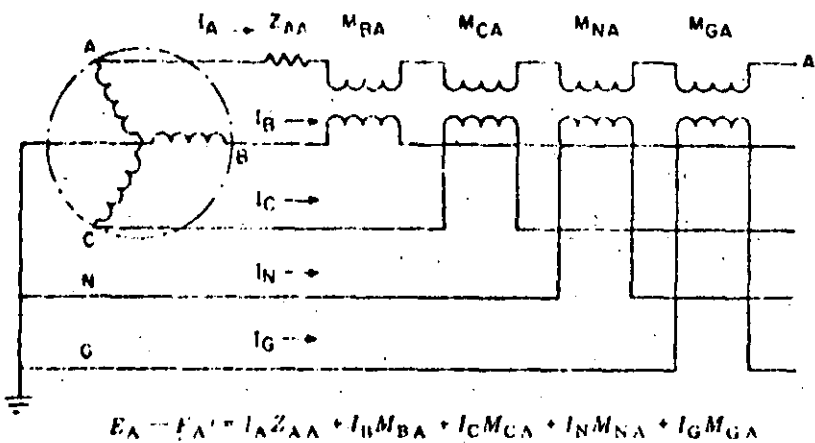 I_A → Z_AA M_BA M_CA M_NA M_GA
A A
I_B →
B
I_C →
C
N I_N →
G I_G →
E_A - E_A' = I_A Z_AA + I_B M_BA + I_C M_CA + I_N M_NA + I_G M_GA